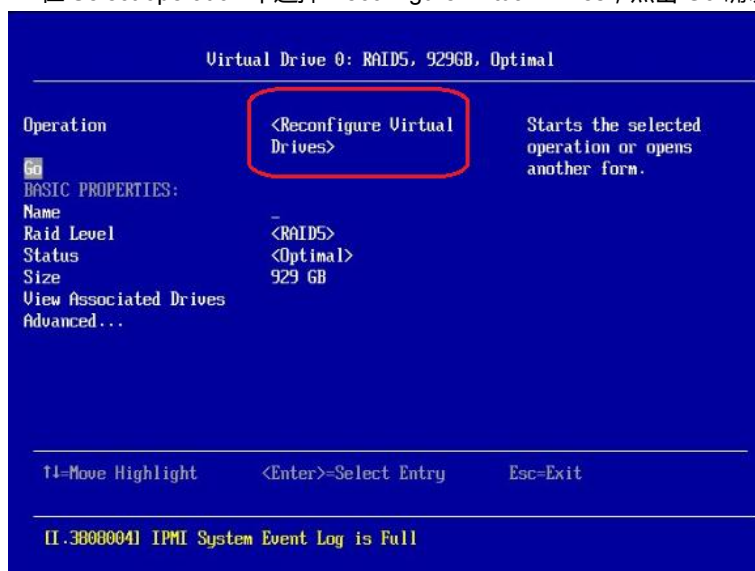 Virtual Drive 0: RAID5, 929GB, Optimal
Operation <Reconfigure Virtual Drives> Starts the selected operation or opens another form.
Go
BASIC PROPERTIES:
Name _
Raid Level <RAID5>
Status <Optimal>
Size 929 GB
View Associated Drives
Advanced...
↑↓=Move Highlight <Enter>=Select Entry Esc=Exit
[I.3808004] IPMI System Event Log is Full